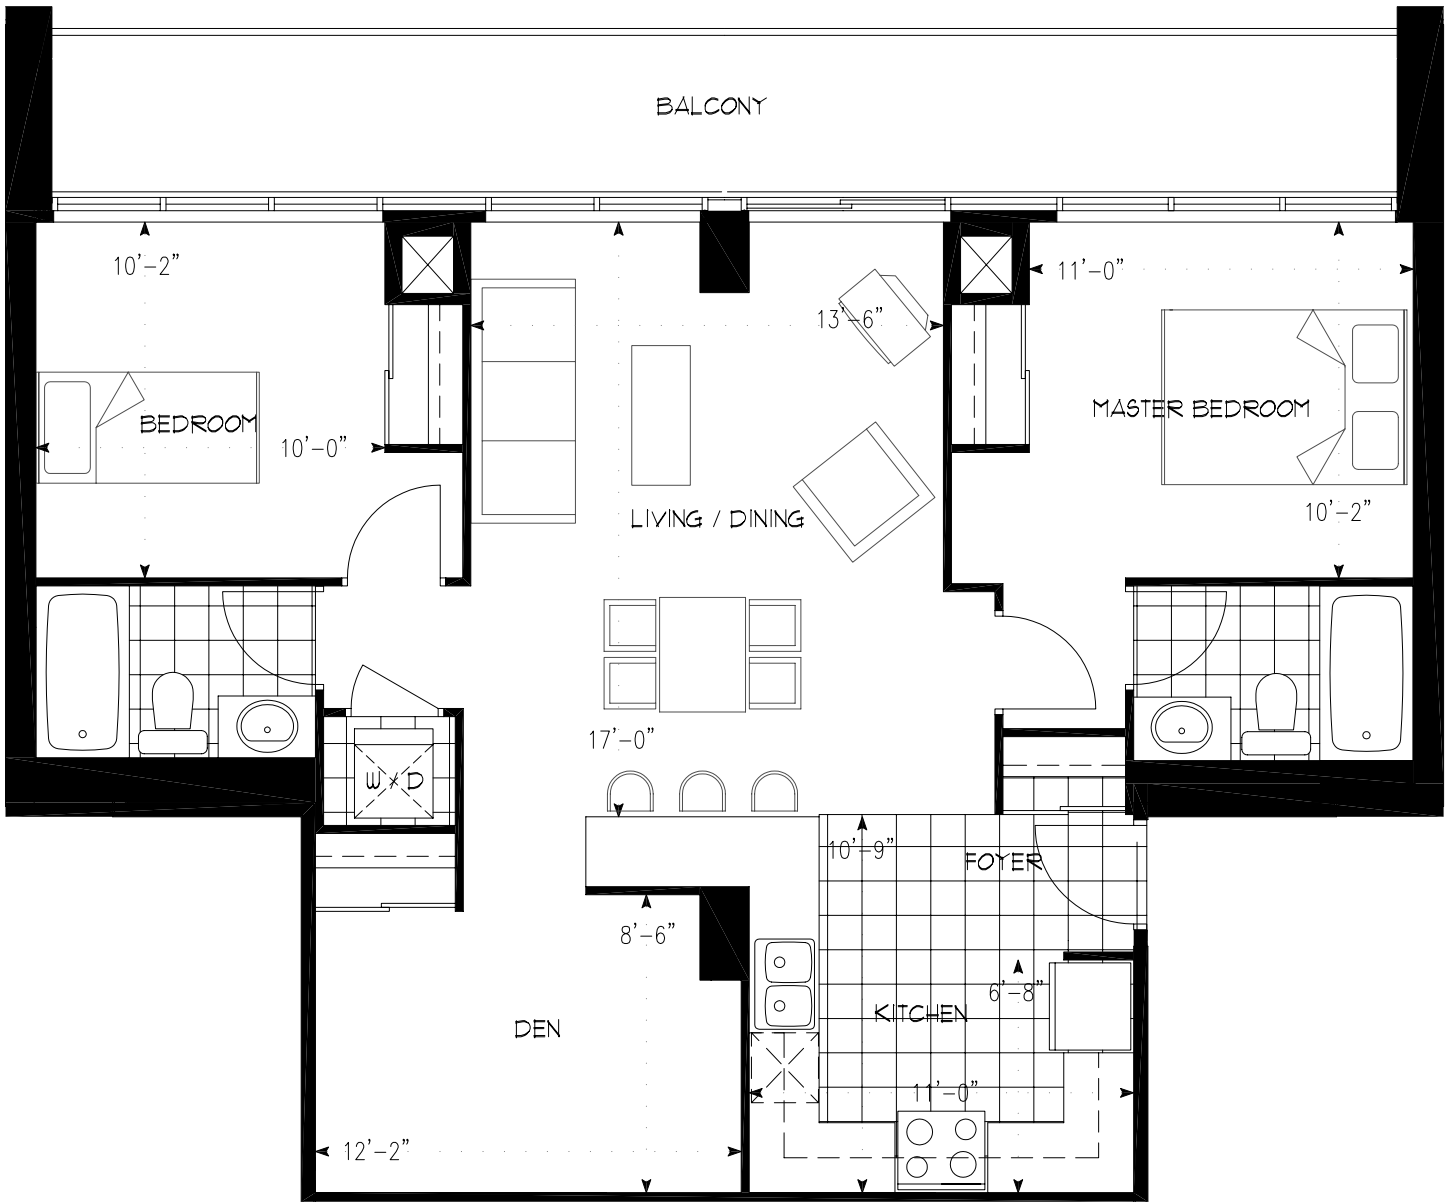 BALCONY
10'-2"
11'-0"
13'-6"
MASTER BEDROOM
BEDROOM
10'-0"
10'-2"
LIVING / DINING
17'-0"
W/D
10'-9"
FOYER
8'-6"
6'-8"
KITCHEN
DEN
11'-0"
12'-2"